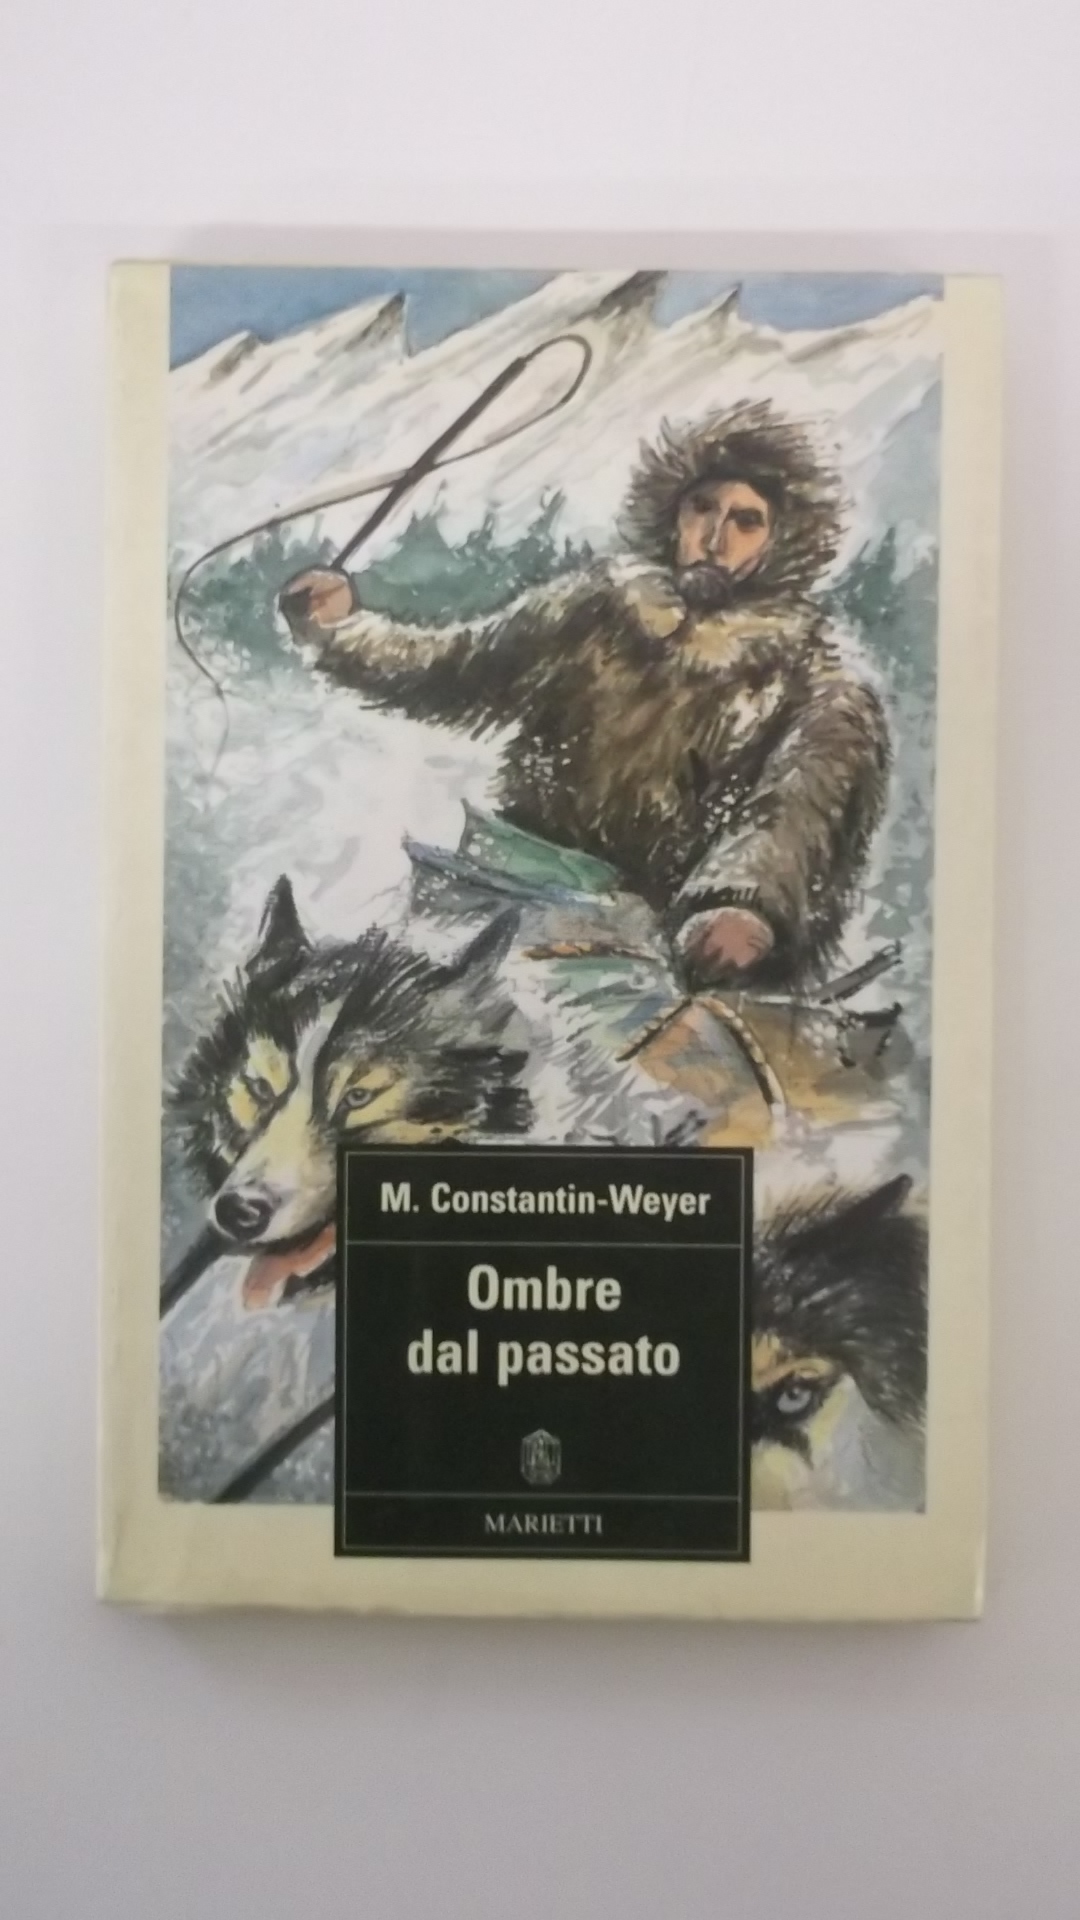 M. Constantin-Weyer
Ombre
dal passato
MARIETTI